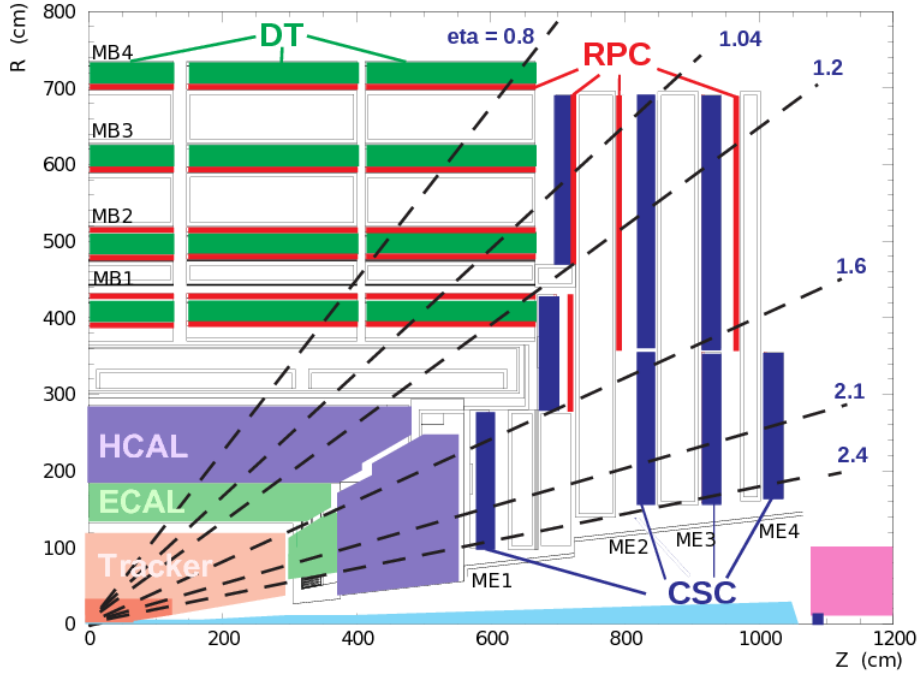 800
R (cm)
DT
eta = 0.8
1.04
MB4
RPC
1.2
700
MB3
600
MB2
500
MB1
1.6
400
300
2.1
HCAL
2.4
200
ECAL
100
Tracker
ME1
ME2
ME3
ME4
CSC
0
0
200
400
600
800
1000
1200
Z (cm)